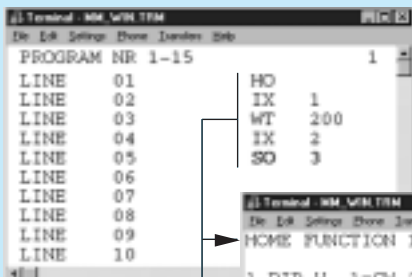 Terminal - MM_WIN.TRM
File Edit Settings Phone Transfers Help
PROGRAM NR 1-15 1
LINE 01 HO
LINE 02 IX 1
LINE 03 WT 200
LINE 04 IX 2
LINE 05 SO 3
LINE 06
LINE 07
LINE 08
LINE 09
LINE 10
Terminal - MM_WIN.TRM
File Edit Settings Phone
HOME FUNCTION